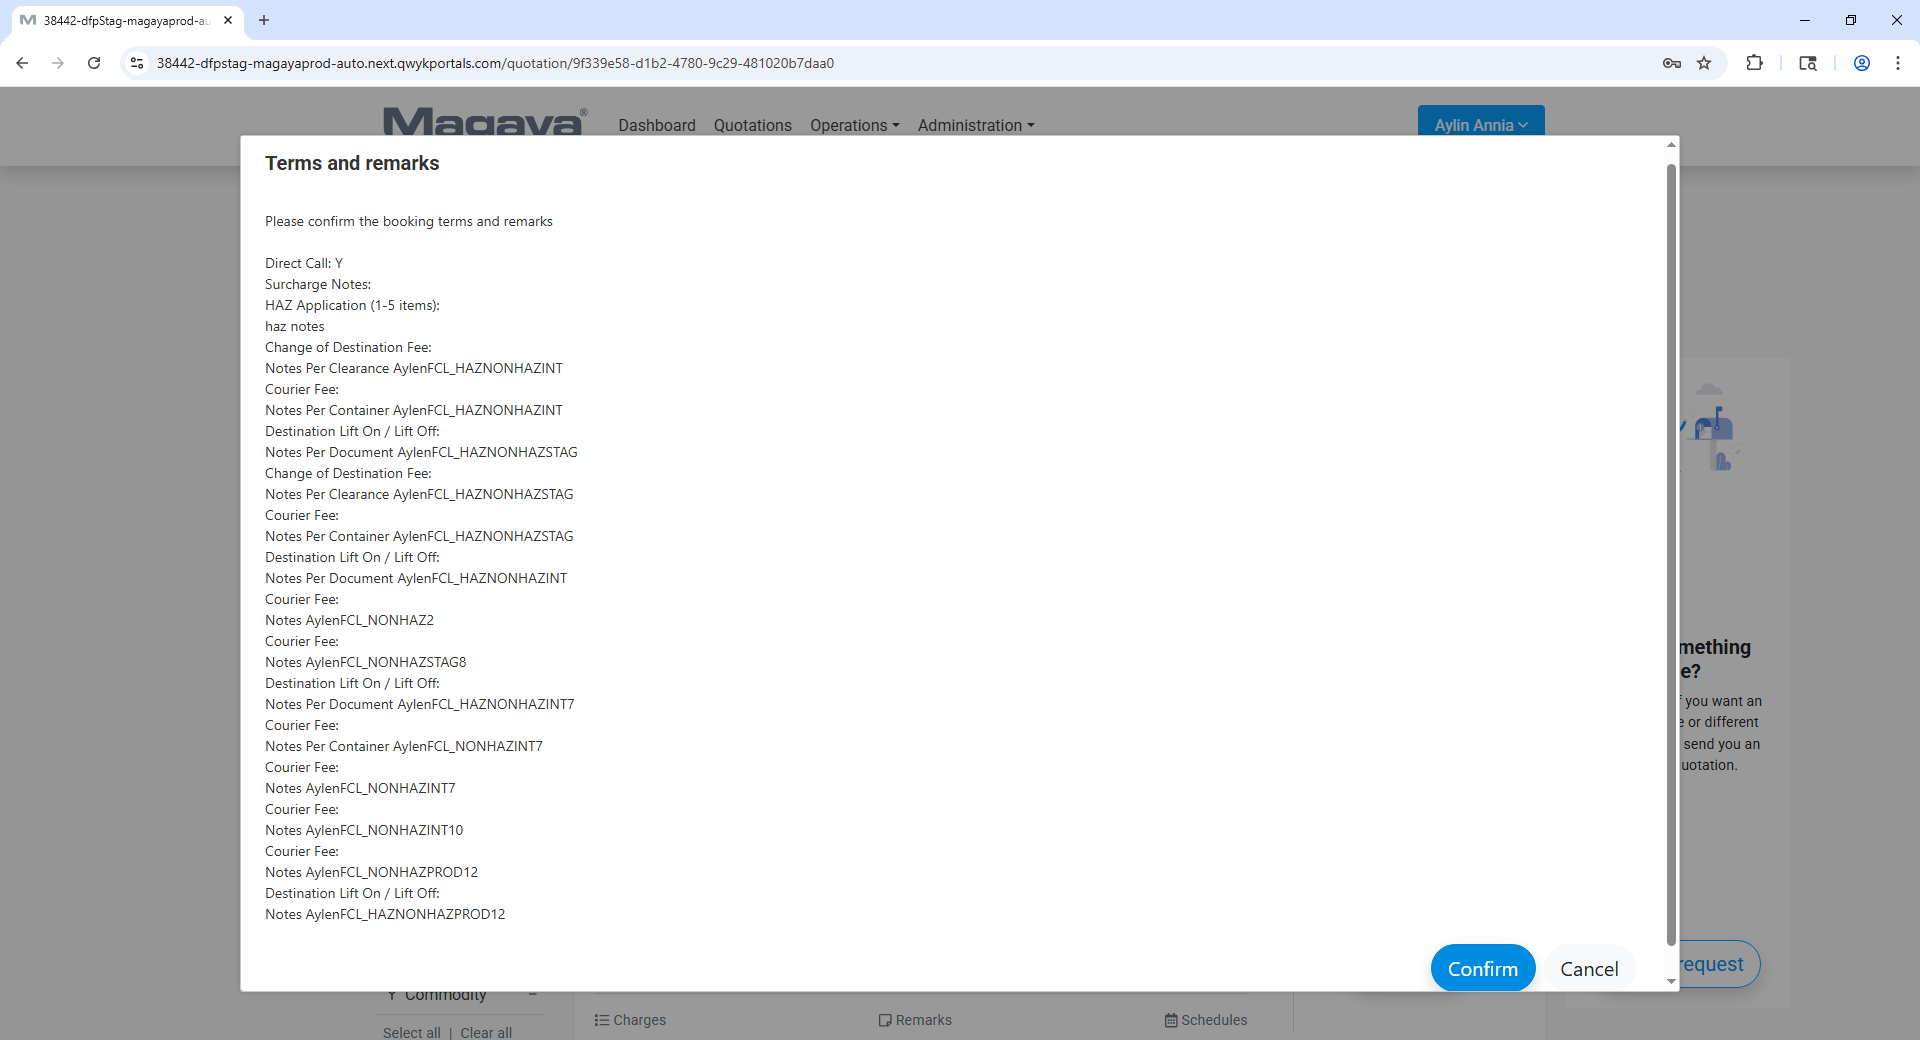 38442-dfpStag-magayaprod-au
38442-dfpstag-magayaprod-auto.next.qwykportals.com/quotation/9f339e58-d1b2-4780-9c29-481020b7daa0
Magaya®
Dashboard Quotations Operations Administration
Aylin Annia
Terms and remarks
Please confirm the booking terms and remarks
Direct Call: Y
Surcharge Notes:
HAZ Application (1-5 items):
haz notes
Change of Destination Fee:
Notes Per Clearance AylenFCL_HAZNONHAZINT
Courier Fee:
Notes Per Container AylenFCL_HAZNONHAZINT
Destination Lift On / Lift Off:
Notes Per Document AylenFCL_HAZNONHAZSTAG
Change of Destination Fee:
Notes Per Clearance AylenFCL_HAZNONHAZSTAG
Courier Fee:
Notes Per Container AylenFCL_HAZNONHAZSTAG
Destination Lift On / Lift Off:
Notes Per Document AylenFCL_HAZNONHAZINT
Courier Fee:
Notes AylenFCL_NONHAZ2
Courier Fee:
Notes AylenFCL_NONHAZSTAG8
Destination Lift On / Lift Off:
Notes Per Document AylenFCL_HAZNONHAZINT7
Courier Fee:
Notes Per Container AylenFCL_NONHAZINT7
Courier Fee:
Notes AylenFCL_NONHAZINT7
Courier Fee:
Notes AylenFCL_NONHAZINT10
Courier Fee:
Notes AylenFCL_NONHAZPROD12
Destination Lift On / Lift Off:
Notes AylenFCL_HAZNONHAZPROD12
Confirm Cancel
mething
e?
f you want an
e or different
send you an
uotation.
request
Commodity
Select all | Clear all
Charges Remarks Schedules